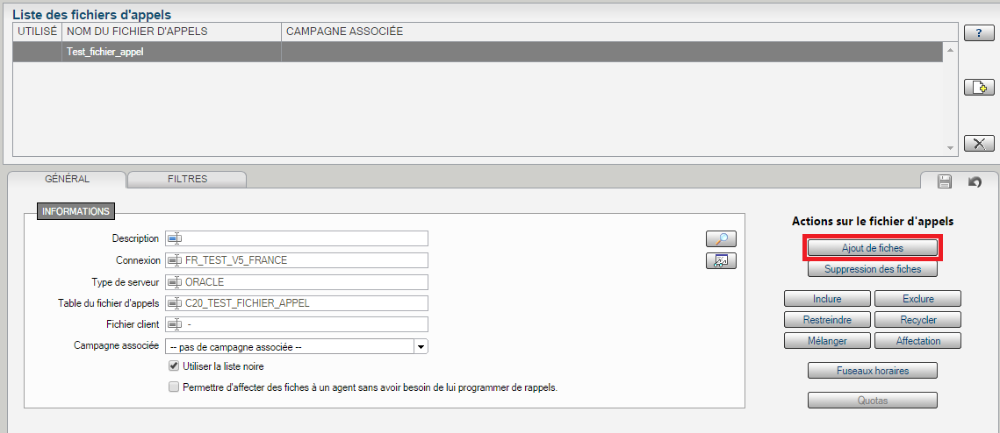 Liste des fichiers d'appels
UTILISÉ NOM DU FICHIER D'APPELS CAMPAGNE ASSOCIÉE
Test_fichier_appel
?
GÉNÉRAL FILTRES
INFORMATIONS
Description
Connexion FR_TEST_V5_FRANCE
Type de serveur ORACLE
Table du fichier d'appels C20_TEST_FICHIER_APPEL
Fichier client -
Campagne associée -- pas de campagne associée --
Utiliser la liste noire
Permettre d'affecter des fiches à un agent sans avoir besoin de lui programmer de rappels.
Actions sur le fichier d'appels
Ajout de fiches
Suppression des fiches
Inclure Exclure
Restreindre Recycler
Mélanger Affectation
Fuseaux horaires
Quotas